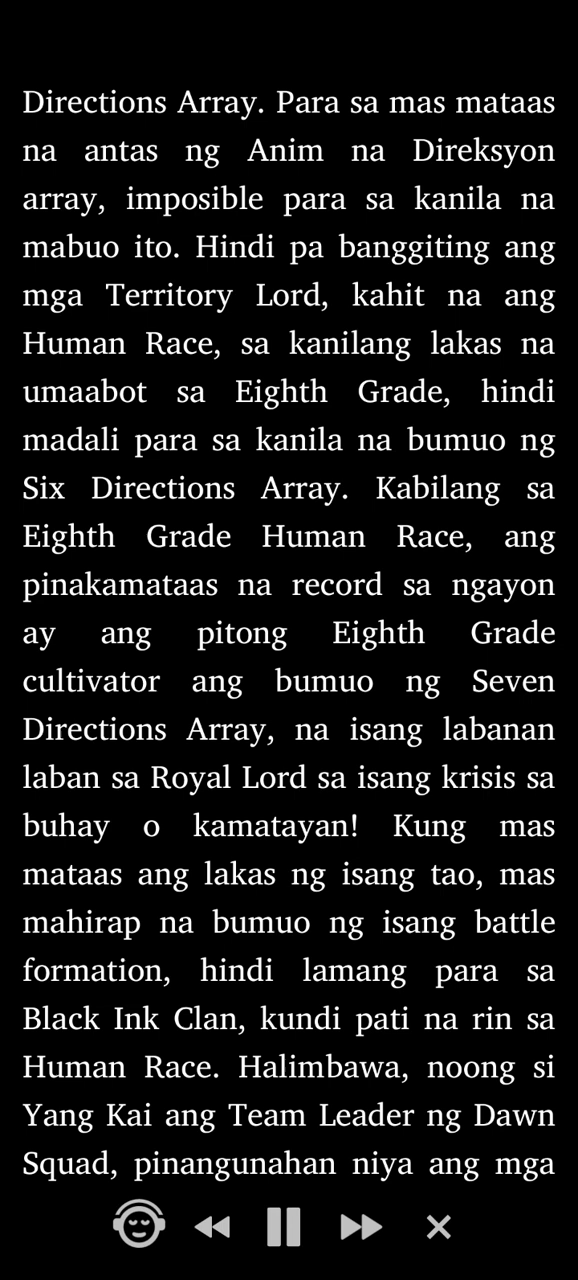 Directions Array. Para sa mas mataas
na antas ng Anim na Direksyon
array, imposible para sa kanila na
mabuo ito. Hindi pa banggiting ang
mga Territory Lord, kahit na ang
Human Race, sa kanilang lakas na
umaabot sa Eighth Grade, hindi
madali para sa kanila na bumuo ng
Six Directions Array. Kabilang sa
Eighth Grade Human Race, ang
pinakamataas na record sa ngayon
ay ang pitong Eighth Grade
cultivator ang bumuo ng Seven
Directions Array, na isang labanan
laban sa Royal Lord sa isang krisis sa
buhay o kamatayan! Kung mas
mataas ang lakas ng isang tao, mas
mahirap na bumuo ng isang battle
formation, hindi lamang para sa
Black Ink Clan, kundi pati na rin sa
Human Race. Halimbawa, noong si
Yang Kai ang Team Leader ng Dawn
Squad, pinangunahan niya ang mga